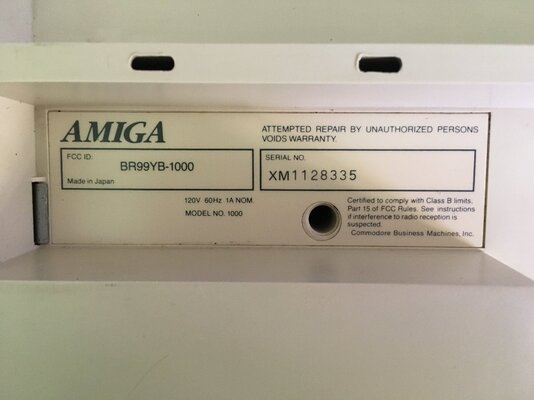 AMIGA
ATTEMPTED REPAIR BY UNAUTHORIZED PERSONS
VOIDS WARRANTY.
FCC ID:
BR99YB-1000
Made in Japan
SERIAL NO.
XM1128335
120V 60Hz 1A NOM.
MODEL NO. 1000
Certified to comply with Class B limits,
Part 15 of FCC Rules. See instructions
if interference to radio reception is
suspected.
Commodore Business Machines, Inc.